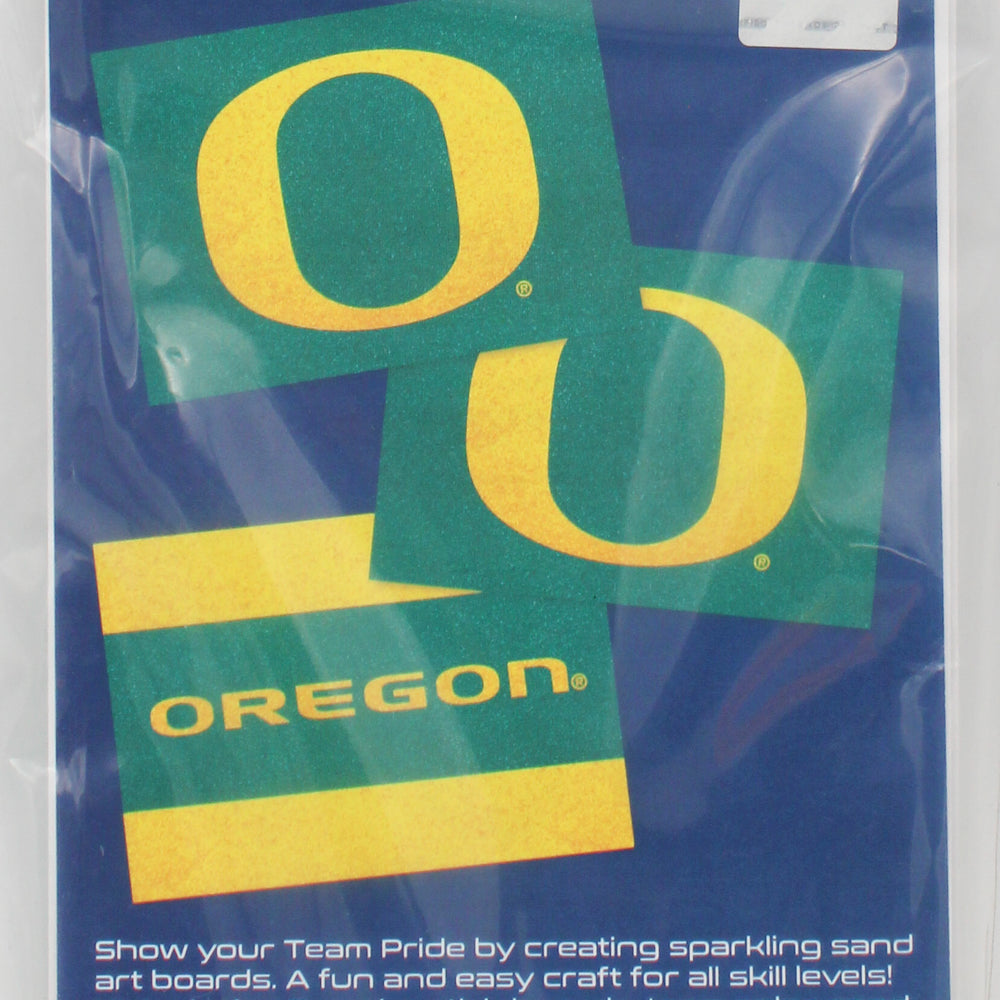 O®
O®
OREGON®
Show your Team Pride by creating sparkling sand
art boards. A fun and easy craft for all skill levels!